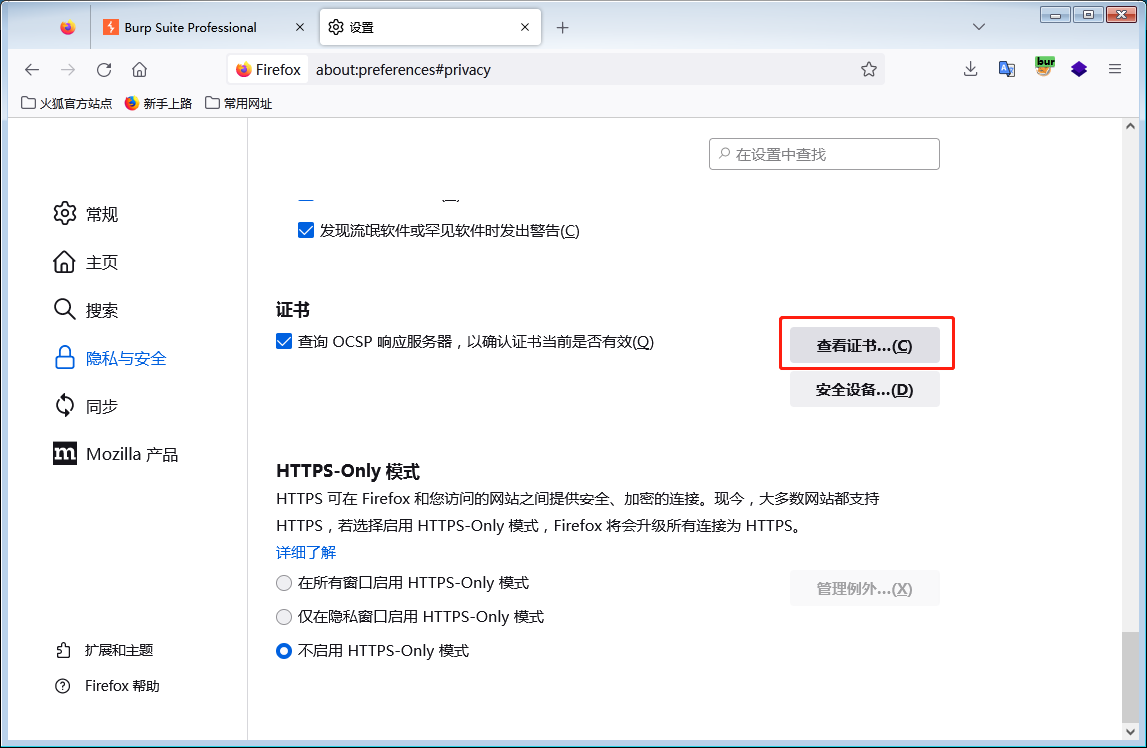 Burp Suite Professional
设置
Firefox
about:preferences#privacy
bur
火狐官方站点
新手上路
常用网址
在设置中查找
常规
主页
搜索
隐私与安全
同步
m Mozilla 产品
扩展和主题
Firefox 帮助
发现流氓软件或罕见软件时发出警告(C)
证书
查询 OCSP 响应服务器，以确认证书当前是否有效(Q)
查看证书...(C)
安全设备...(D)
HTTPS-Only 模式
HTTPS 可在 Firefox 和您访问的网站之间提供安全、加密的连接。现今，大多数网站都支持
HTTPS，若选择启用 HTTPS-Only 模式，Firefox 将会升级所有连接为 HTTPS。
详细了解
在所有窗口启用 HTTPS-Only 模式
管理例外...(X)
仅在隐私窗口启用 HTTPS-Only 模式
不启用 HTTPS-Only 模式